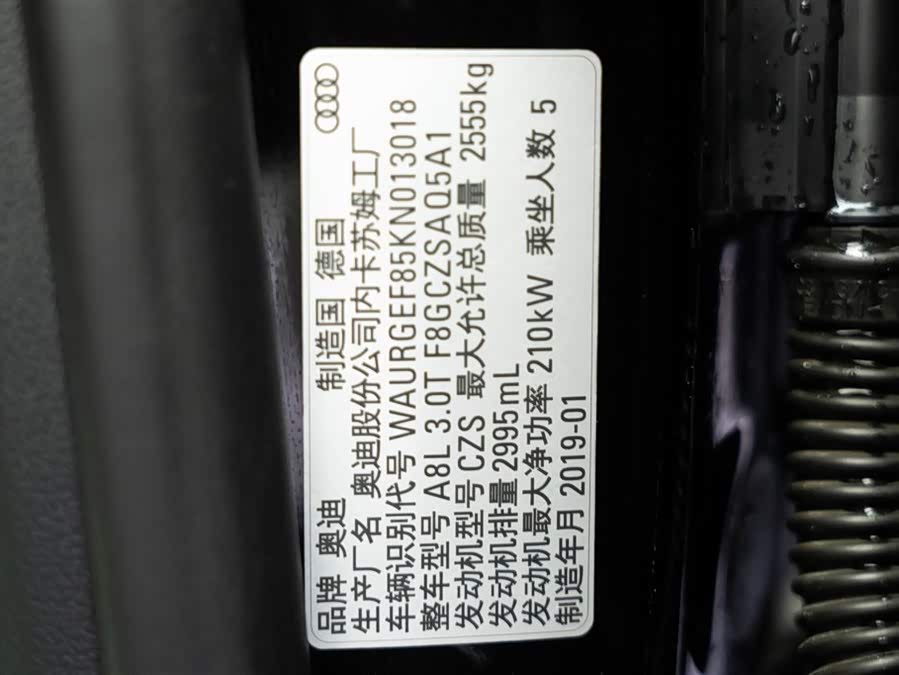 品牌 奥迪 制造国 德国
生产厂名 奥迪股份公司内卡苏姆工厂
车辆识别代号 WAURGEF85KN013018
整车型号 A8L 3.0T F8GCZSAQ5A1
发动机型号 CZS 最大允许总质量 2555kg
发动机排量 2995mL
发动机最大净功率 210kW 乘坐人数 5
制造年月 2019-01